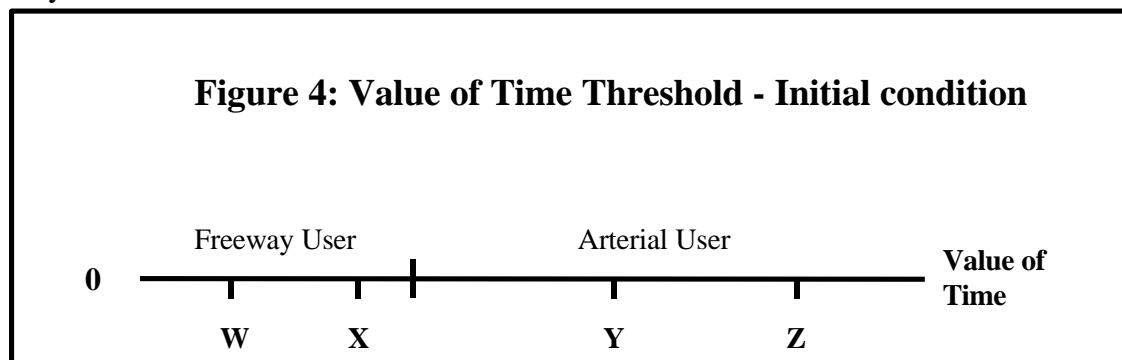 Figure 4: Value of Time Threshold - Initial condition
Freeway User
Arterial User
0
Value of
Time
W
X
Y
Z